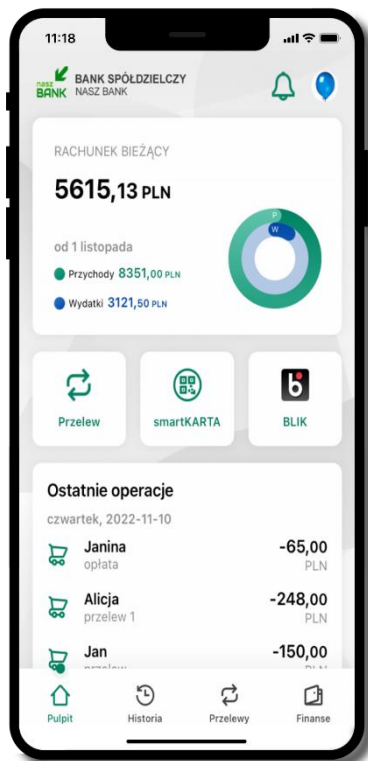 11:18
nasz
BANK
BANK SPÓŁDZIELCZY
NASZ BANK
RACHUNEK BIEŻĄCY
5615,13 PLN
P
W
od 1 listopada
Przychody 8351,00 PLN
Wydatki 3121,50 PLN
Przelew
smartKARTA
BLIK
Ostatnie operacje
czwartek, 2022-11-10
Janina
-65,00
opłata
PLN
Alicja
-248,00
przelew 1
PLN
Jan
-150,00
przelew
PLN
Pulpit
Historia
Przelewy
Finanse